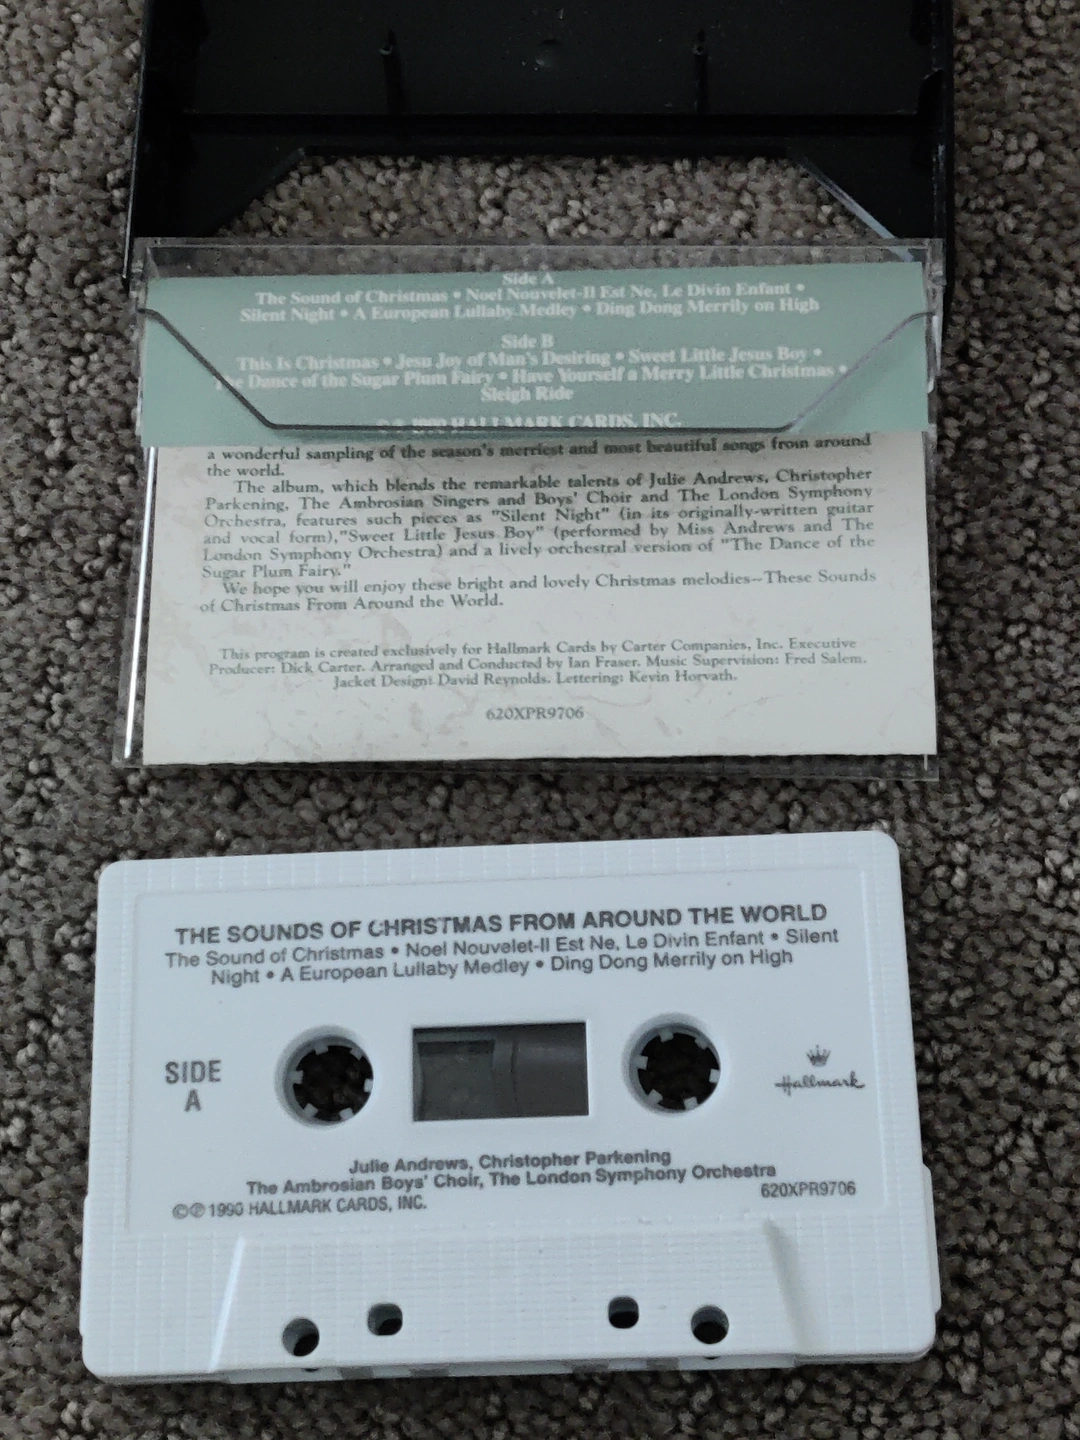 Side A
The Sound of Christmas • Noel Nouvelet-Il Est Ne, Le Divin Enfant •
Silent Night • A European Lullaby Medley • Ding Dong Merrily on High
Side B
This Is Christmas • Jesu Joy of Man's Desiring • Sweet Little Jesus Boy •
The Dance of the Sugar Plum Fairy • Have Yourself a Merry Little Christmas •
Sleigh Ride
HALLMARK CARDS, INC.
a wonderful sampling of the season's merriest and most beautiful songs from around
the world.
The album, which blends the remarkable talents of Julie Andrews, Christopher
Parkening, The Ambrosian Singers and Boys' Choir and The London Symphony
Orchestra, features such pieces as "Silent Night" (in its originally-written guitar
and vocal form),"Sweet Little Jesus Boy" (performed by Miss Andrews and The
London Symphony Orchestra) and a lively orchestral version of "The Dance of the
Sugar Plum Fairy."
We hope you will enjoy these bright and lovely Christmas melodies--These Sounds
of Christmas From Around the World.
This program is created exclusively for Hallmark Cards by Carter Companies, Inc. Executive
Producer: Dick Carter. Arranged and Conducted by Ian Fraser. Music Supervision: Fred Salem.
Jacket Design: David Reynolds. Lettering: Kevin Horvath.
620XPR9706
THE SOUNDS OF CHRISTMAS FROM AROUND THE WORLD
The Sound of Christmas • Noel Nouvelet-Il Est Ne, Le Divin Enfant • Silent
Night • A European Lullaby Medley • Ding Dong Merrily on High
SIDE
A
Hallmark
Julie Andrews, Christopher Parkening
The Ambrosian Boys' Choir, The London Symphony Orchestra
620XPR9706
©℗ 1990 HALLMARK CARDS, INC.